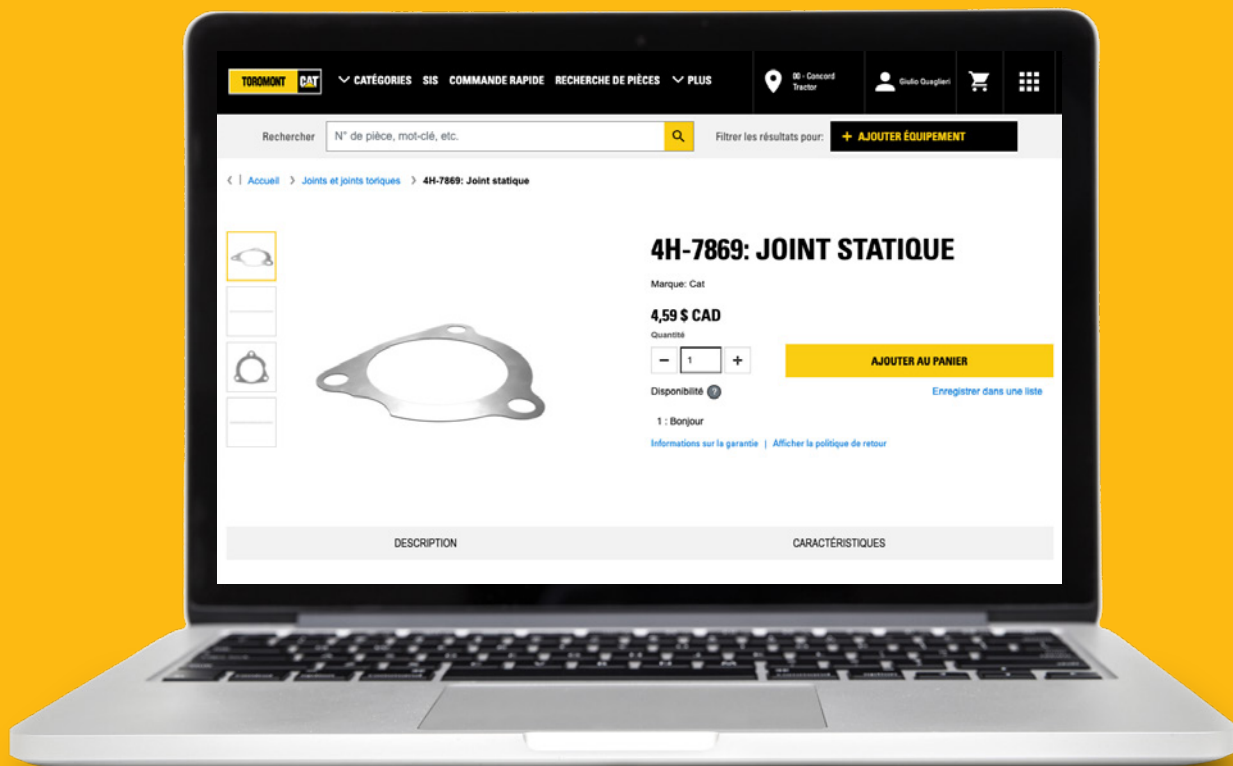 TOROMONT CAT
CATÉGORIES SIS COMMANDE RAPIDE RECHERCHE DE PIÈCES PLUS
00 - Concord
Tractor
Giulio Quaglieri
Rechercher
N° de pièce, mot-clé, etc.
Filtrer les résultats pour:
+ AJOUTER ÉQUIPEMENT
Accueil > Joints et joints toriques > 4H-7869: Joint statique
4H-7869: JOINT STATIQUE
Marque: Cat
4,59 $ CAD
Quantité
− 1 +
AJOUTER AU PANIER
Disponibilité ?
Enregistrer dans une liste
1 : Bonjour
Informations sur la garantie | Afficher la politique de retour
DESCRIPTION
CARACTÉRISTIQUES